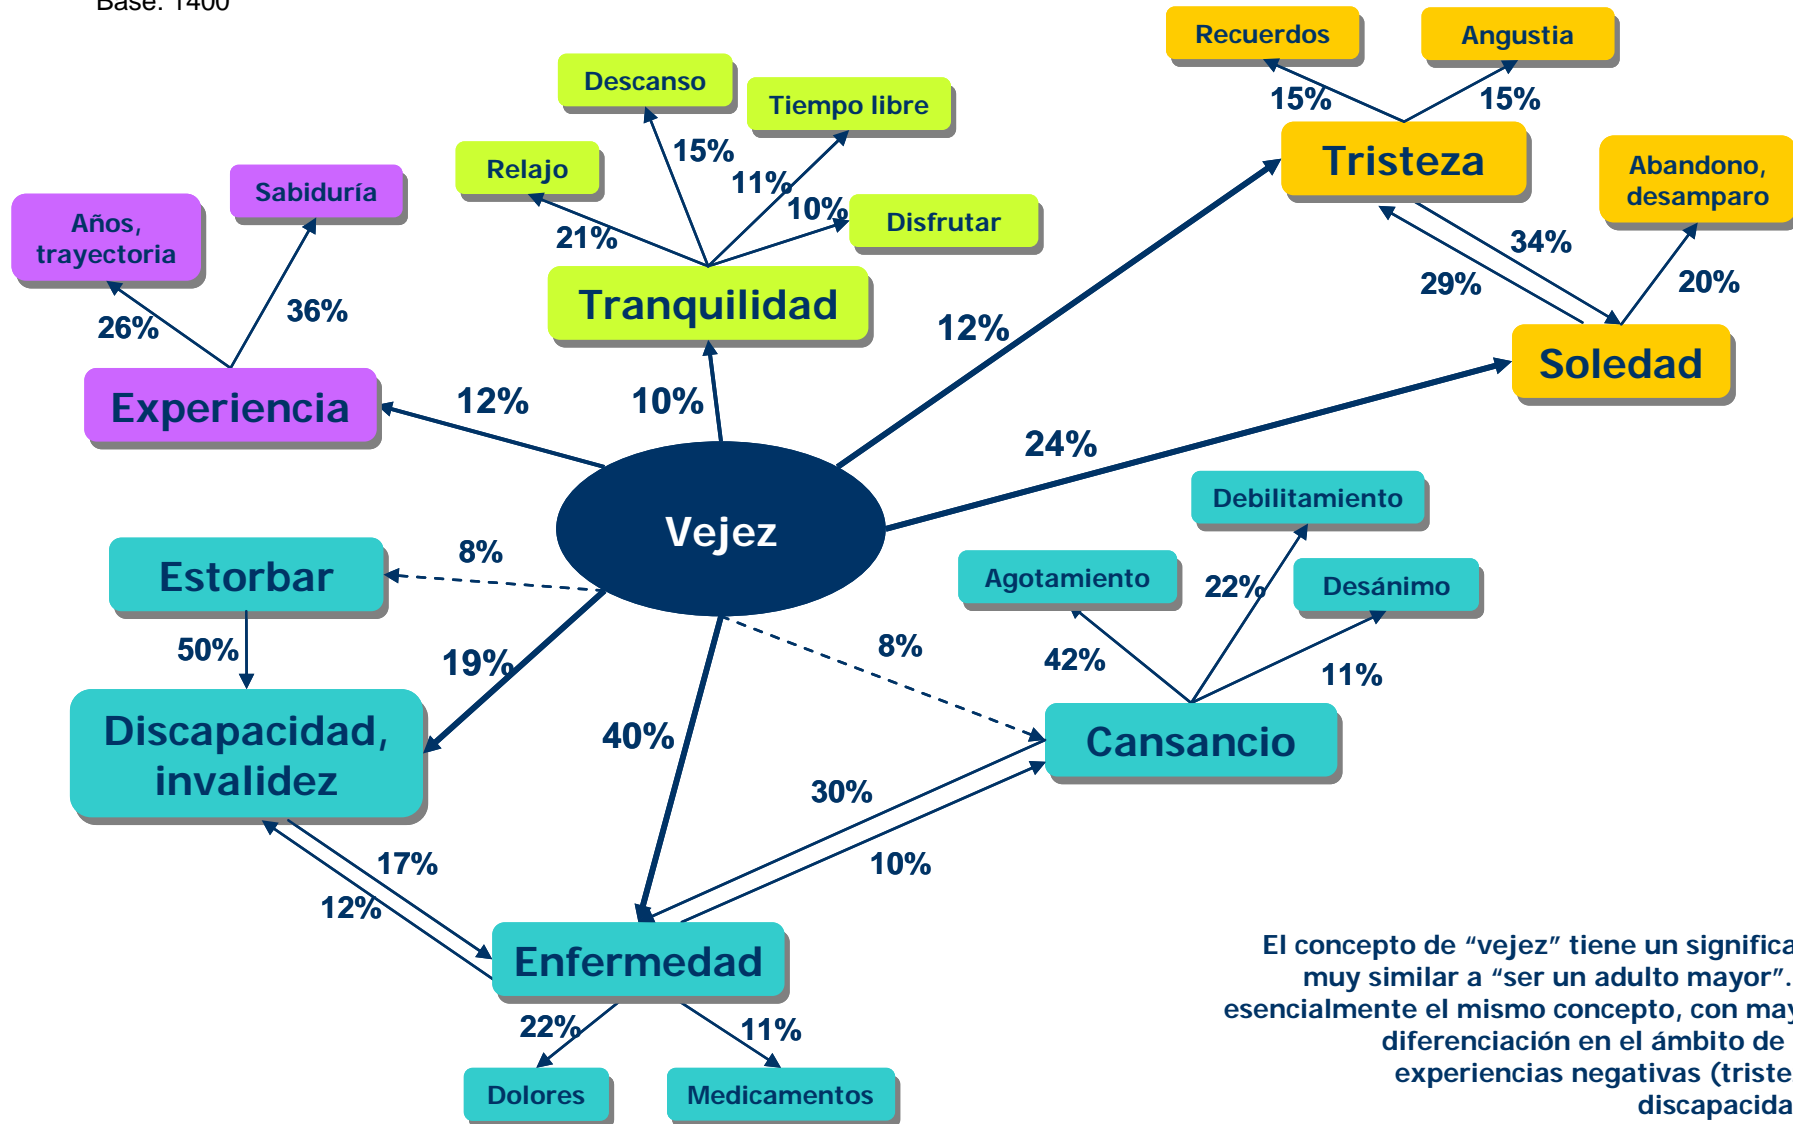 Base: 1400
Recuerdos
Angustia
15%
15%
Tristeza
Abandono,
desamparo
34%
29%
20%
Soledad
Descanso
Tiempo libre
Relajo
15%
11%
10%
Disfrutar
21%
Tranquilidad
Sabiduría
Años,
trayectoria
26%
36%
Experiencia
12%
10%
12%
24%
Vejez
8%
Estorbar
50%
19%
Discapacidad,
invalidez
40%
8%
Debilitamiento
Agotamiento
22%
Desánimo
42%
11%
Cansancio
30%
10%
17%
12%
Enfermedad
22%
11%
Dolores
Medicamentos
El concepto de “vejez” tiene un
muy similar a “ser un adulto mayor”.
esencialmente el mismo concepto, con
diferenciación en el ámbito de
experiencias negativas